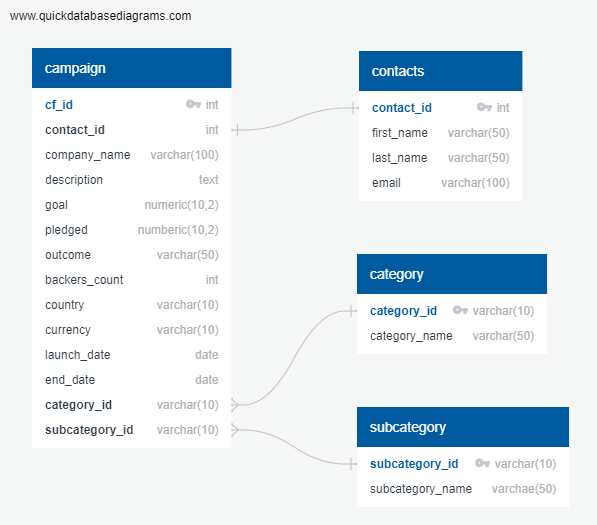 www.quickdatabasediagrams.com
campaign
cf_id int
contact_id int
company_name varchar(100)
description text
goal numeric(10,2)
pledged numberic(10,2)
outcome varchar(50)
backers_count int
country varchar(10)
currency varchar(10)
launch_date date
end_date date
category_id varchar(10)
subcategory_id varchar(10)
contacts
contact_id int
first_name varchar(50)
last_name varchar(50)
email varchar(100)
category
category_id varchar(10)
category_name varchar(50)
subcategory
subcategory_id varchar(10)
subcategory_name varchae(50)